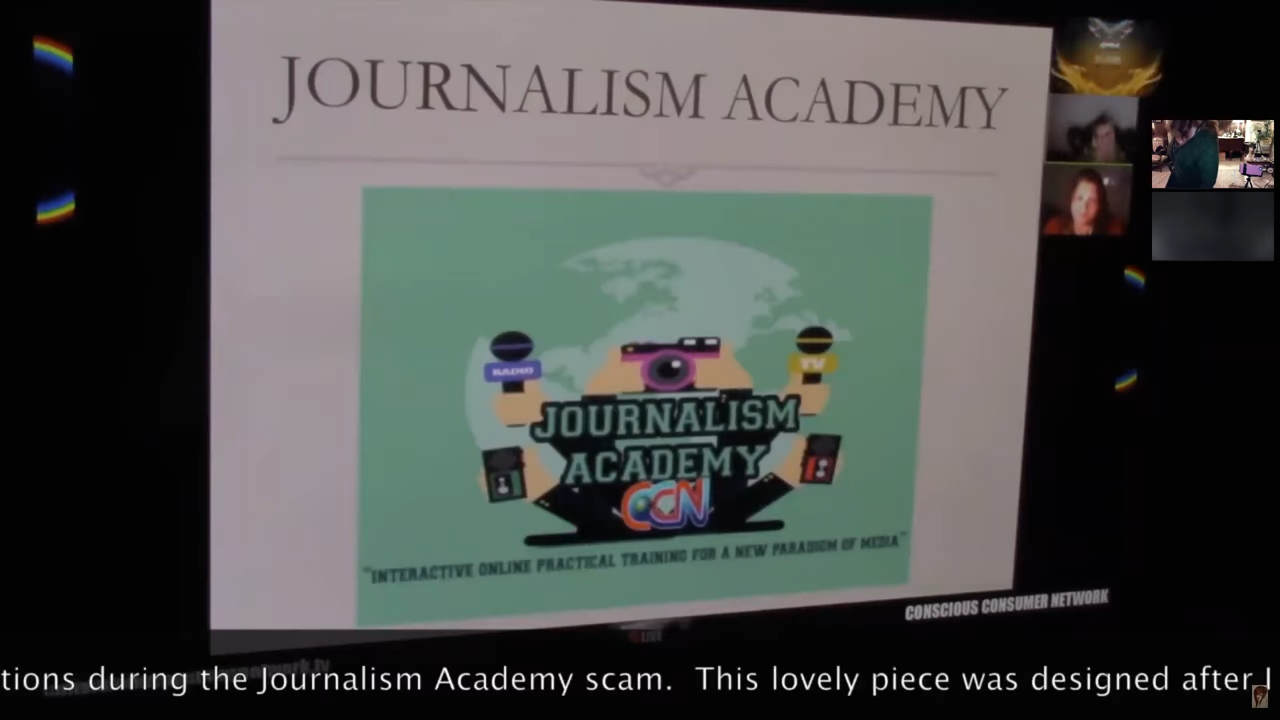 JOURNALISM ACADEMY
RADIO
TV
JOURNALISM
ACADEMY
CCN
"INTERACTIVE ONLINE PRACTICAL TRAINING FOR A NEW PARADIGM OF MEDIA"
CONSCIOUS CONSUMER NETWORK
LIVE
tions during the Journalism Academy scam. This lovely piece was designed after I